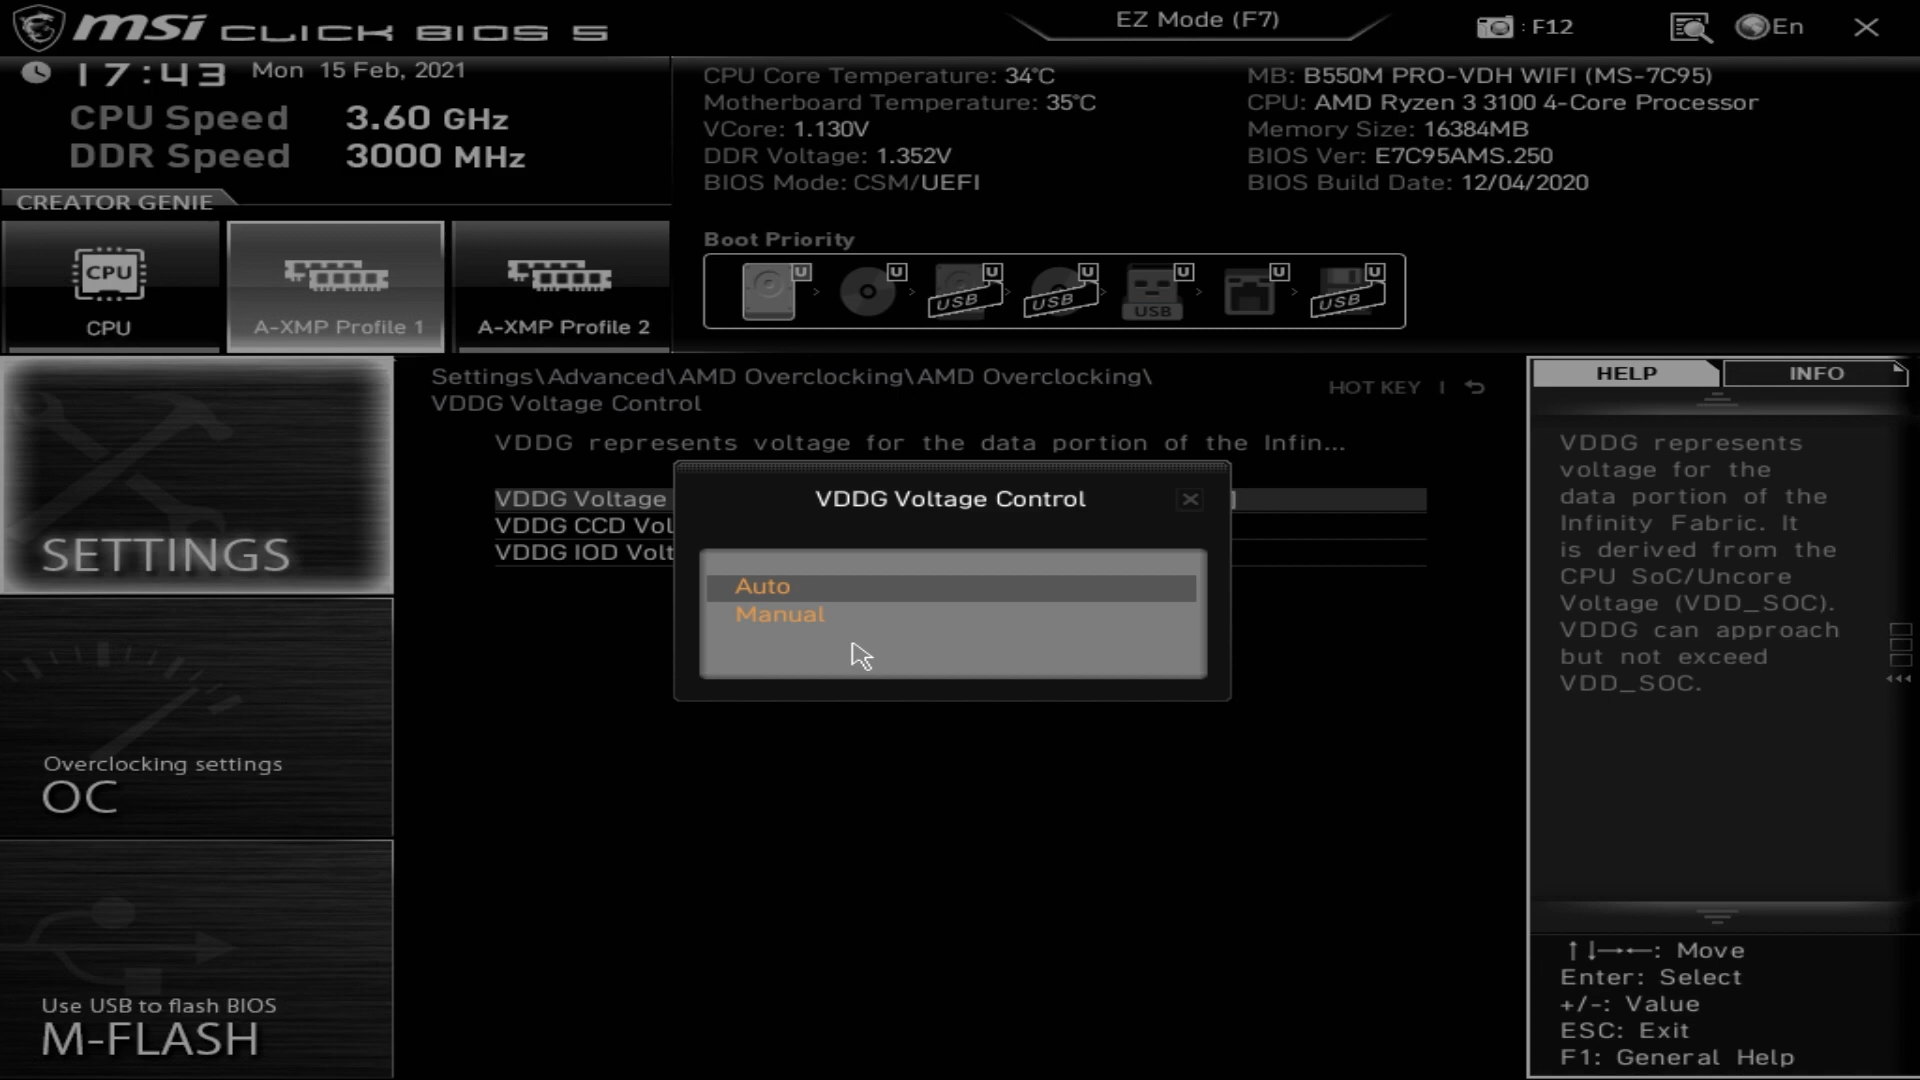 msi CLICK BIOS 5
EZ Mode (F7)
: F12
En
17:43 Mon 15 Feb, 2021
CPU Speed 3.60 GHz
DDR Speed 3000 MHz
CPU Core Temperature: 34°C
Motherboard Temperature: 35°C
VCore: 1.130V
DDR Voltage: 1.352V
BIOS Mode: CSM/UEFI
MB: B550M PRO-VDH WIFI (MS-7C95)
CPU: AMD Ryzen 3 3100 4-Core Processor
Memory Size: 16384MB
BIOS Ver: E7C95AMS.250
BIOS Build Date: 12/04/2020
CREATOR GENIE
CPU
CPU
A-XMP Profile 1
A-XMP Profile 2
Boot Priority
U U U U U U U
USB USB USB USB
SETTINGS
Overclocking settings
OC
Use USB to flash BIOS
M-FLASH
Settings\Advanced\AMD Overclocking\AMD Overclocking\
VDDG Voltage Control
HOT KEY |
VDDG represents voltage for the data portion of the Infin...
VDDG Voltage
VDDG CCD Vol
VDDG IOD Volt
VDDG Voltage Control
Auto
Manual
HELP
INFO
VDDG represents
voltage for the
data portion of the
Infinity Fabric. It
is derived from the
CPU SoC/Uncore
Voltage (VDD_SOC).
VDDG can approach
but not exceed
VDD_SOC.
↑↓→←: Move
Enter: Select
+/-: Value
ESC: Exit
F1: General Help